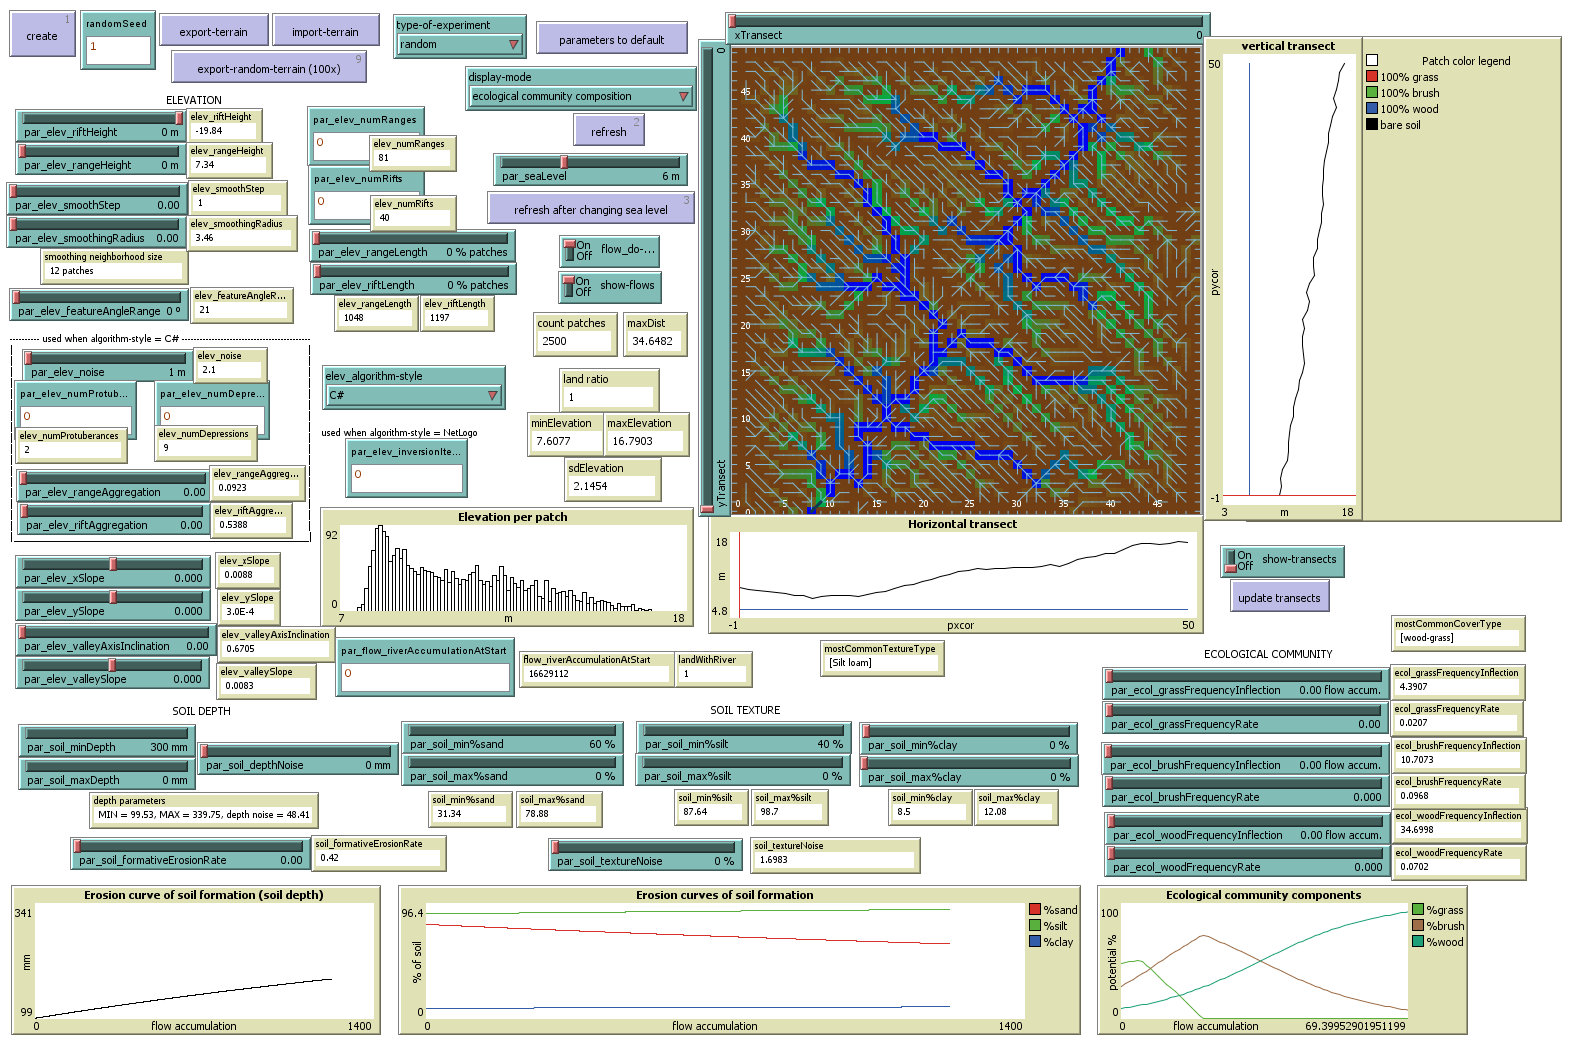 create
1
randomSeed
1
export-terrain
import-terrain
export-random-terrain (100x)
9
type-of-experiment
random
parameters to default
display-mode
ecological community composition
refresh
2
par_seaLevel 6 m
refresh after changing sea level
3
On
Off
flow_do-...
On
Off
show-flows
ELEVATION
par_elev_riftHeight 0 m
elev_riftHeight
-19.84
par_elev_rangeHeight 0 m
elev_rangeHeight
7.34
par_elev_smoothStep 0.00
elev_smoothStep
1
par_elev_smoothingRadius 0.00
elev_smoothingRadius
3.46
smoothing neighborhood size
12 patches
par_elev_featureAngleRange 0 º
elev_featureAngleR...
21
par_elev_numRanges
0
elev_numRanges
81
par_elev_numRifts
0
elev_numRifts
40
par_elev_rangeLength 0 % patches
par_elev_riftLength 0 % patches
elev_rangeLength
1048
elev_riftLength
1197
count patches
2500
maxDist
34.6482
land ratio
1
minElevation
7.6077
maxElevation
16.7903
sdElevation
2.1454
used when algorithm-style = C#
par_elev_noise 1 m
elev_noise
2.1
par_elev_numProtub...
0
elev_numProtuberances
2
par_elev_numDepre...
0
elev_numDepressions
9
par_elev_rangeAggregation 0.00
elev_rangeAggreg...
0.0923
par_elev_riftAggregation 0.00
elev_riftAggre...
0.5388
elev_algorithm-style
C#
used when algorithm-style = NetLogo
par_elev_inversionIte...
0
par_elev_xSlope 0.000
elev_xSlope
0.0088
par_elev_ySlope 0.000
elev_ySlope
3.0E-4
par_elev_valleyAxisInclination 0.00
elev_valleyAxisInclination
0.6705
par_elev_valleySlope 0.000
elev_valleySlope
0.0083
Elevation per patch
92
0
7
m
18
par_flow_riverAccumulationAtStart
0
flow_riverAccumulationAtStart
16629112
landWithRiver
1
xTransect 0
yTransect
0
45
40
35
30
25
20
15
10
5
0
5
10
15
20
25
30
35
40
45
vertical transect
50
pycor
-1
3
m
18
Patch color legend
100% grass
100% brush
100% wood
bare soil
Horizontal transect
18
m
4.8
-1
pxcor
50
On
Off
show-transects
update transects
mostCommonTextureType
[Silt loam]
mostCommonCoverType
[wood-grass]
SOIL DEPTH
par_soil_minDepth 300 mm
par_soil_maxDepth 0 mm
par_soil_depthNoise 0 mm
depth parameters
MIN = 99.53, MAX = 339.75, depth noise = 48.41
par_soil_formativeErosionRate 0.00
soil_formativeErosionRate
0.42
SOIL TEXTURE
par_soil_min%sand 60 %
par_soil_max%sand 0 %
par_soil_min%silt 40 %
par_soil_max%silt 0 %
par_soil_min%clay 0 %
par_soil_max%clay 0 %
soil_min%sand
31.34
soil_max%sand
78.88
soil_min%silt
87.64
soil_max%silt
98.7
soil_min%clay
8.5
soil_max%clay
12.08
par_soil_textureNoise 0 %
soil_textureNoise
1.6983
ECOLOGICAL COMMUNITY
par_ecol_grassFrequencyInflection 0.00 flow accum.
ecol_grassFrequencyInflection
4.3907
par_ecol_grassFrequencyRate 0.00
ecol_grassFrequencyRate
0.0207
par_ecol_brushFrequencyInflection 0.00 flow accum.
ecol_brushFrequencyInflection
10.7073
par_ecol_brushFrequencyRate 0.000
ecol_brushFrequencyRate
0.0968
par_ecol_woodFrequencyInflection 0.00 flow accum.
ecol_woodFrequencyInflection
34.6998
par_ecol_woodFrequencyRate 0.000
ecol_woodFrequencyRate
0.0702
Erosion curve of soil formation (soil depth)
341
mm
99
0
flow accumulation
1400
Erosion curves of soil formation
96.4
% of soil
0
0
flow accumulation
1400
%sand
%silt
%clay
Ecological community components
100
potential %
0
0
flow accumulation
69.39952901951199
%grass
%brush
%wood